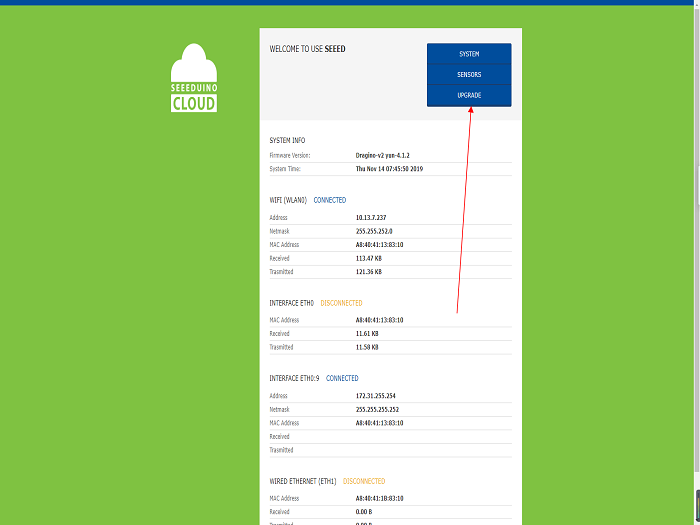 SEEEDUINO
CLOUD
WELCOME TO USE SEEED
SYSTEM
SENSORS
UPGRADE
SYSTEM INFO
Firmware Version: Dragino-v2 yun-4.1.2
System Time: Thu Nov 14 07:45:50 2019
WIFI (WLAN0) CONNECTED
Address 10.13.7.237
Netmask 255.255.252.0
MAC Address A8:40:41:13:83:10
Received 113.47 KB
Trasmitted 121.36 KB
INTERFACE ETH0 DISCONNECTED
MAC Address A8:40:41:13:83:10
Received 11.61 KB
Trasmitted 11.58 KB
INTERFACE ETH0:9 CONNECTED
Address 172.31.255.254
Netmask 255.255.255.252
MAC Address A8:40:41:13:83:10
Received
Trasmitted
WIRED ETHERNET (ETH1) DISCONNECTED
MAC Address A8:40:41:1B:83:10
Received 0.00 B
Trasmitted 0.00 B